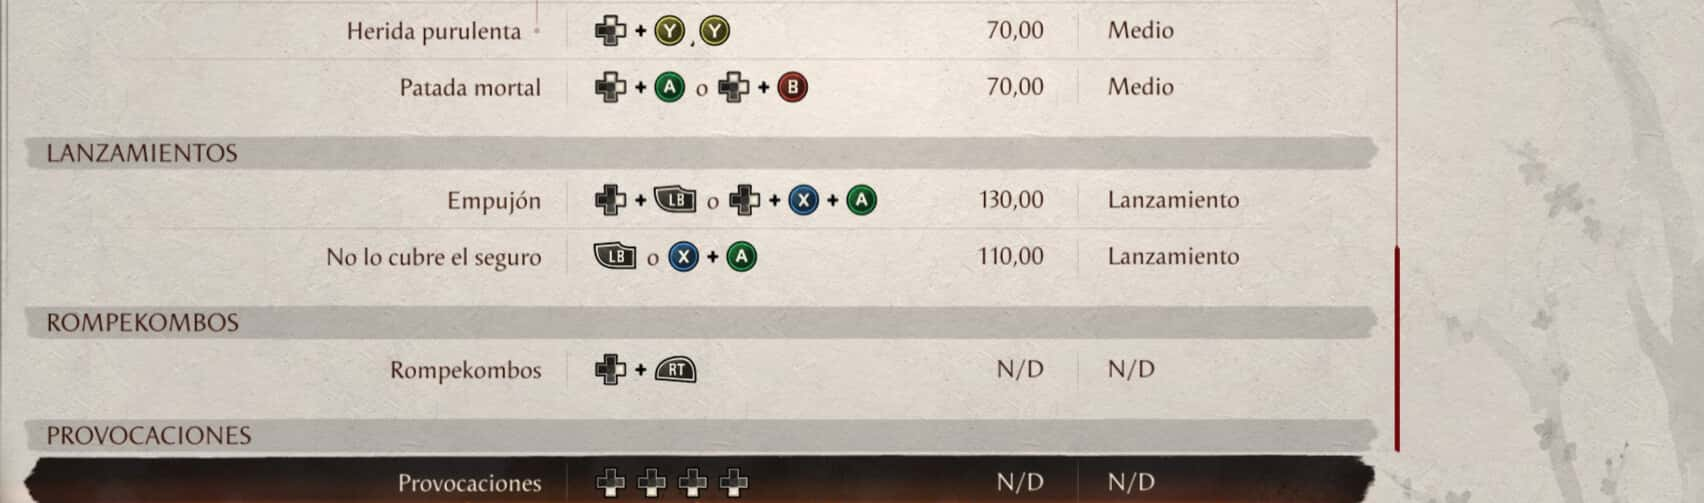 Herida purulenta + Y , Y 70,00 Medio
Patada mortal + A o + B 70,00 Medio
LANZAMIENTOS
Empujón + LB o + X + A 130,00 Lanzamiento
No lo cubre el seguro LB o X + A 110,00 Lanzamiento
ROMPEKOMBOS
Rompekombos + RT N/D N/D
PROVOCACIONES
Provocaciones N/D N/D